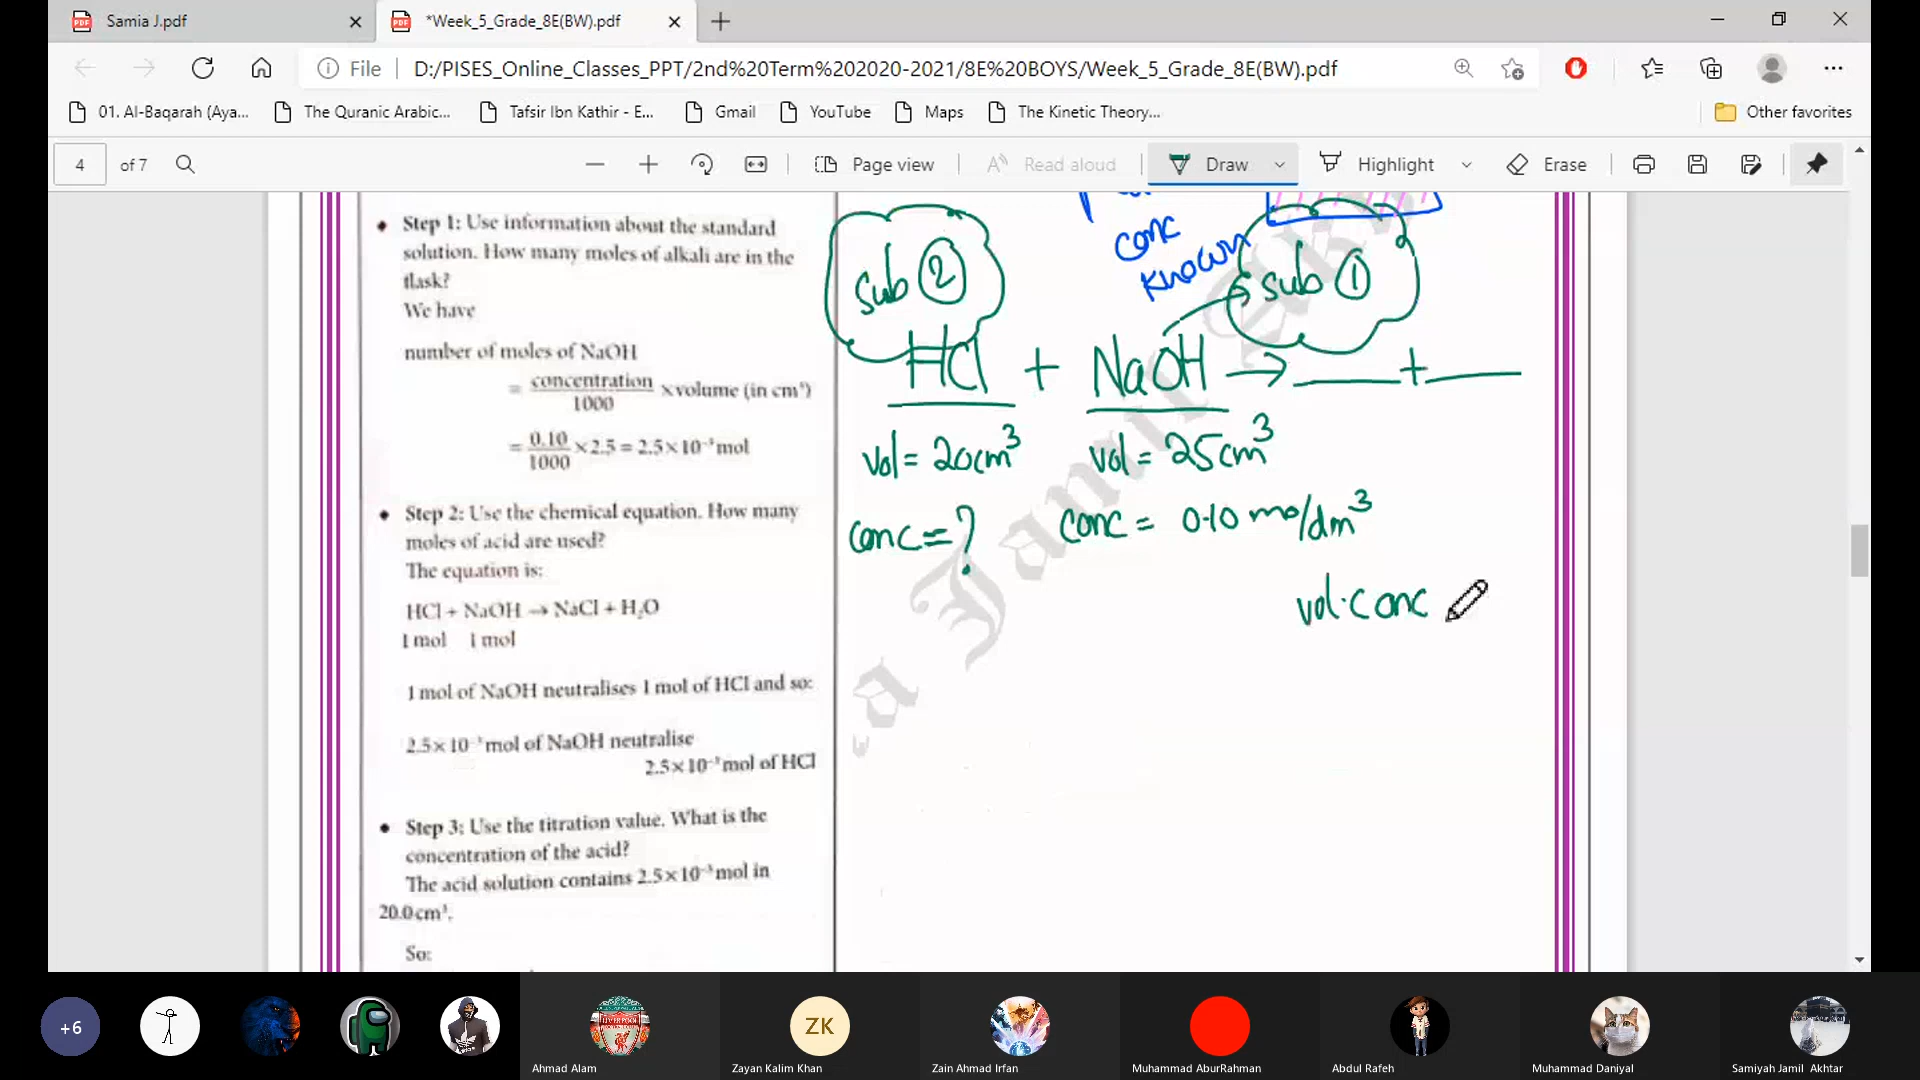 Samia J.pdf
*Week_5_Grade_8E(BW).pdf
File
D:/PISES_Online_Classes_PPT/2nd%20Term%202020-2021/8E%20BOYS/Week_5_Grade_8E(BW).pdf
01. Al-Baqarah (Aya...
The Quranic Arabic...
Tafsir Ibn Kathir - E...
Gmail
YouTube
Maps
The Kinetic Theory...
Other favorites
4
of 7
Page view
Read aloud
Draw
Highlight
Erase
• Step 1: Use information about the standard
solution. How many moles of alkali are in the
flask?
We have
number of moles of NaOH
= concentration/1000 × volume (in cm³)
= 0.10/1000 × 2.5 = 2.5 × 10⁻³ mol
• Step 2: Use the chemical equation. How many
moles of acid are used?
The equation is:
HCl + NaOH → NaCl + H₂O
1 mol 1 mol
1 mol of NaOH neutralises 1 mol of HCl and so:
2.5 × 10⁻³ mol of NaOH neutralise
2.5 × 10⁻³ mol of HCl
• Step 3: Use the titration value. What is the
concentration of the acid?
The acid solution contains 2.5 × 10⁻³ mol in
20.0 cm³.
So:
conc
known
sub ②
sub ①
HCl + NaOH → ____ + ____
vol = 20cm³
vol = 25cm³
conc = ?
conc = 0.10 mo/dm³
vol. conc
+6
ZK
Ahmad Alam
Zayan Kalim Khan
Zain Ahmad Irfan
Muhammad AburRahman
Abdul Rafeh
Muhammad Daniyal
Samiyah Jamil Akhtar